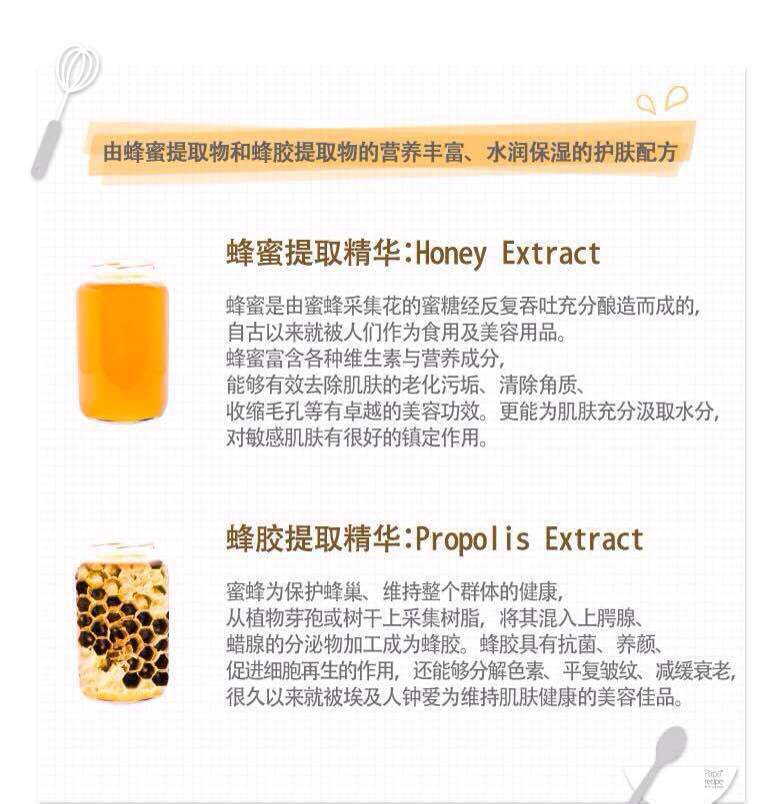 由蜂蜜提取物和蜂胶提取物的营养丰富、水润保湿的护肤配方
蜂蜜提取精华:Honey Extract
蜂蜜是由蜜蜂采集花的蜜糖经反复吞吐充分酿造而成的,
自古以来就被人们作为食用及美容用品。
蜂蜜富含各种维生素与营养成分,
能够有效去除肌肤的老化污垢、清除角质、
收缩毛孔等有卓越的美容功效。更能为肌肤充分汲取水分,
对敏感肌肤有很好的镇定作用。
蜂胶提取精华:Propolis Extract
蜜蜂为保护蜂巢、维持整个群体的健康,
从植物芽孢或树干上采集树脂，将其混入上腭腺、
蜡腺的分泌物加工成为蜂胶。蜂胶具有抗菌、养颜、
促进细胞再生的作用，还能够分解色素、平复皱纹、减缓衰老,
很久以来就被埃及人钟爱为维持肌肤健康的美容佳品。
Papa
recipe